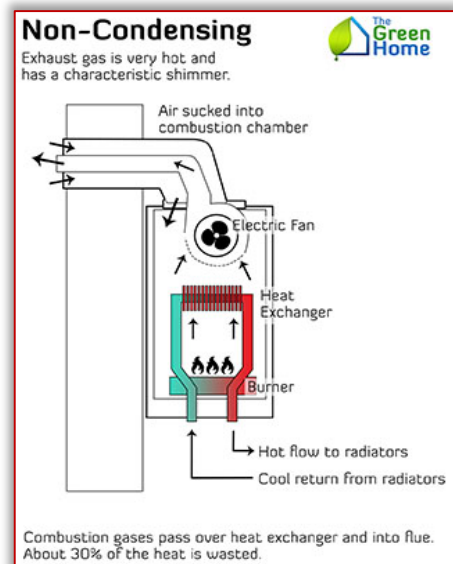 Non-Condensing
The
Green
Home
Exhaust gas is very hot and
has a characteristic shimmer.
Air sucked into
combustion chamber
Electric Fan
Heat
Exchanger
Burner
Hot flow to radiators
Cool return from radiators
Combustion gases pass over heat exchanger and into flue.
About 30% of the heat is wasted.